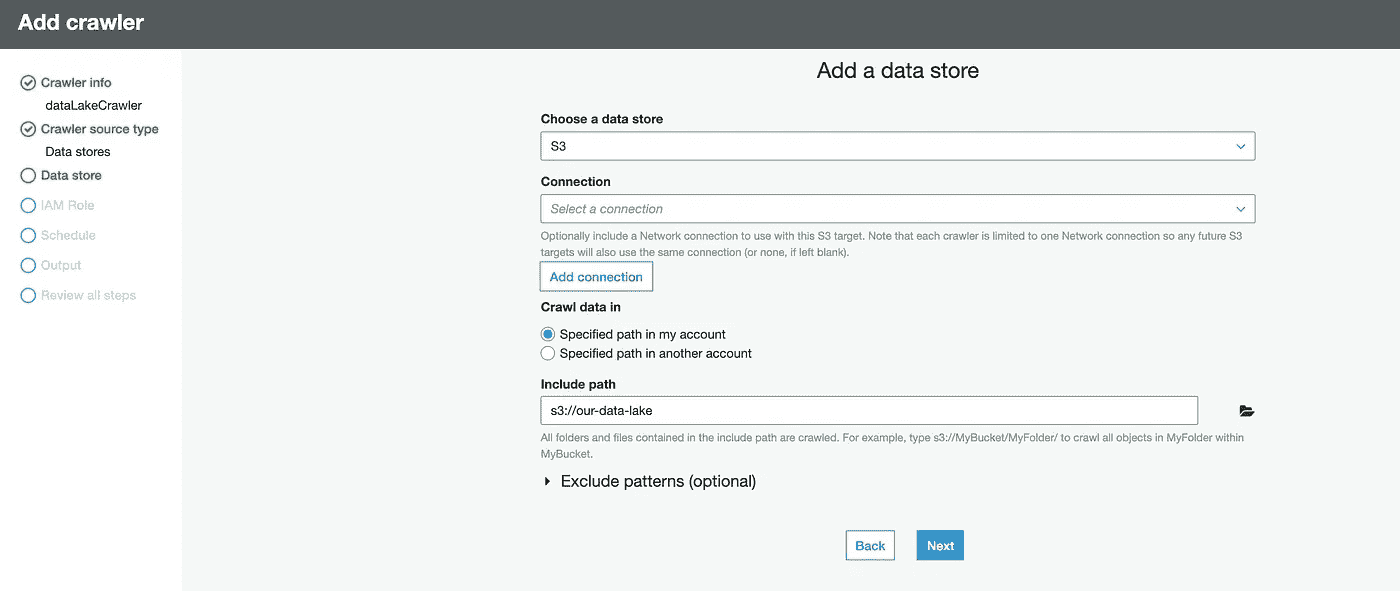 Add crawler
Crawler info
dataLakeCrawler
Crawler source type
Data stores
Data store
IAM Role
Schedule
Output
Review all steps
Add a data store
Choose a data store
S3
Connection
Select a connection
Optionally include a Network connection to use with this S3 target. Note that each crawler is limited to one Network connection so any future S3
targets will also use the same connection (or none, if left blank).
Add connection
Crawl data in
Specified path in my account
Specified path in another account
Include path
s3://our-data-lake
All folders and files contained in the include path are crawled. For example, type s3://MyBucket/MyFolder/ to crawl all objects in MyFolder within
MyBucket.
Exclude patterns (optional)
Back
Next